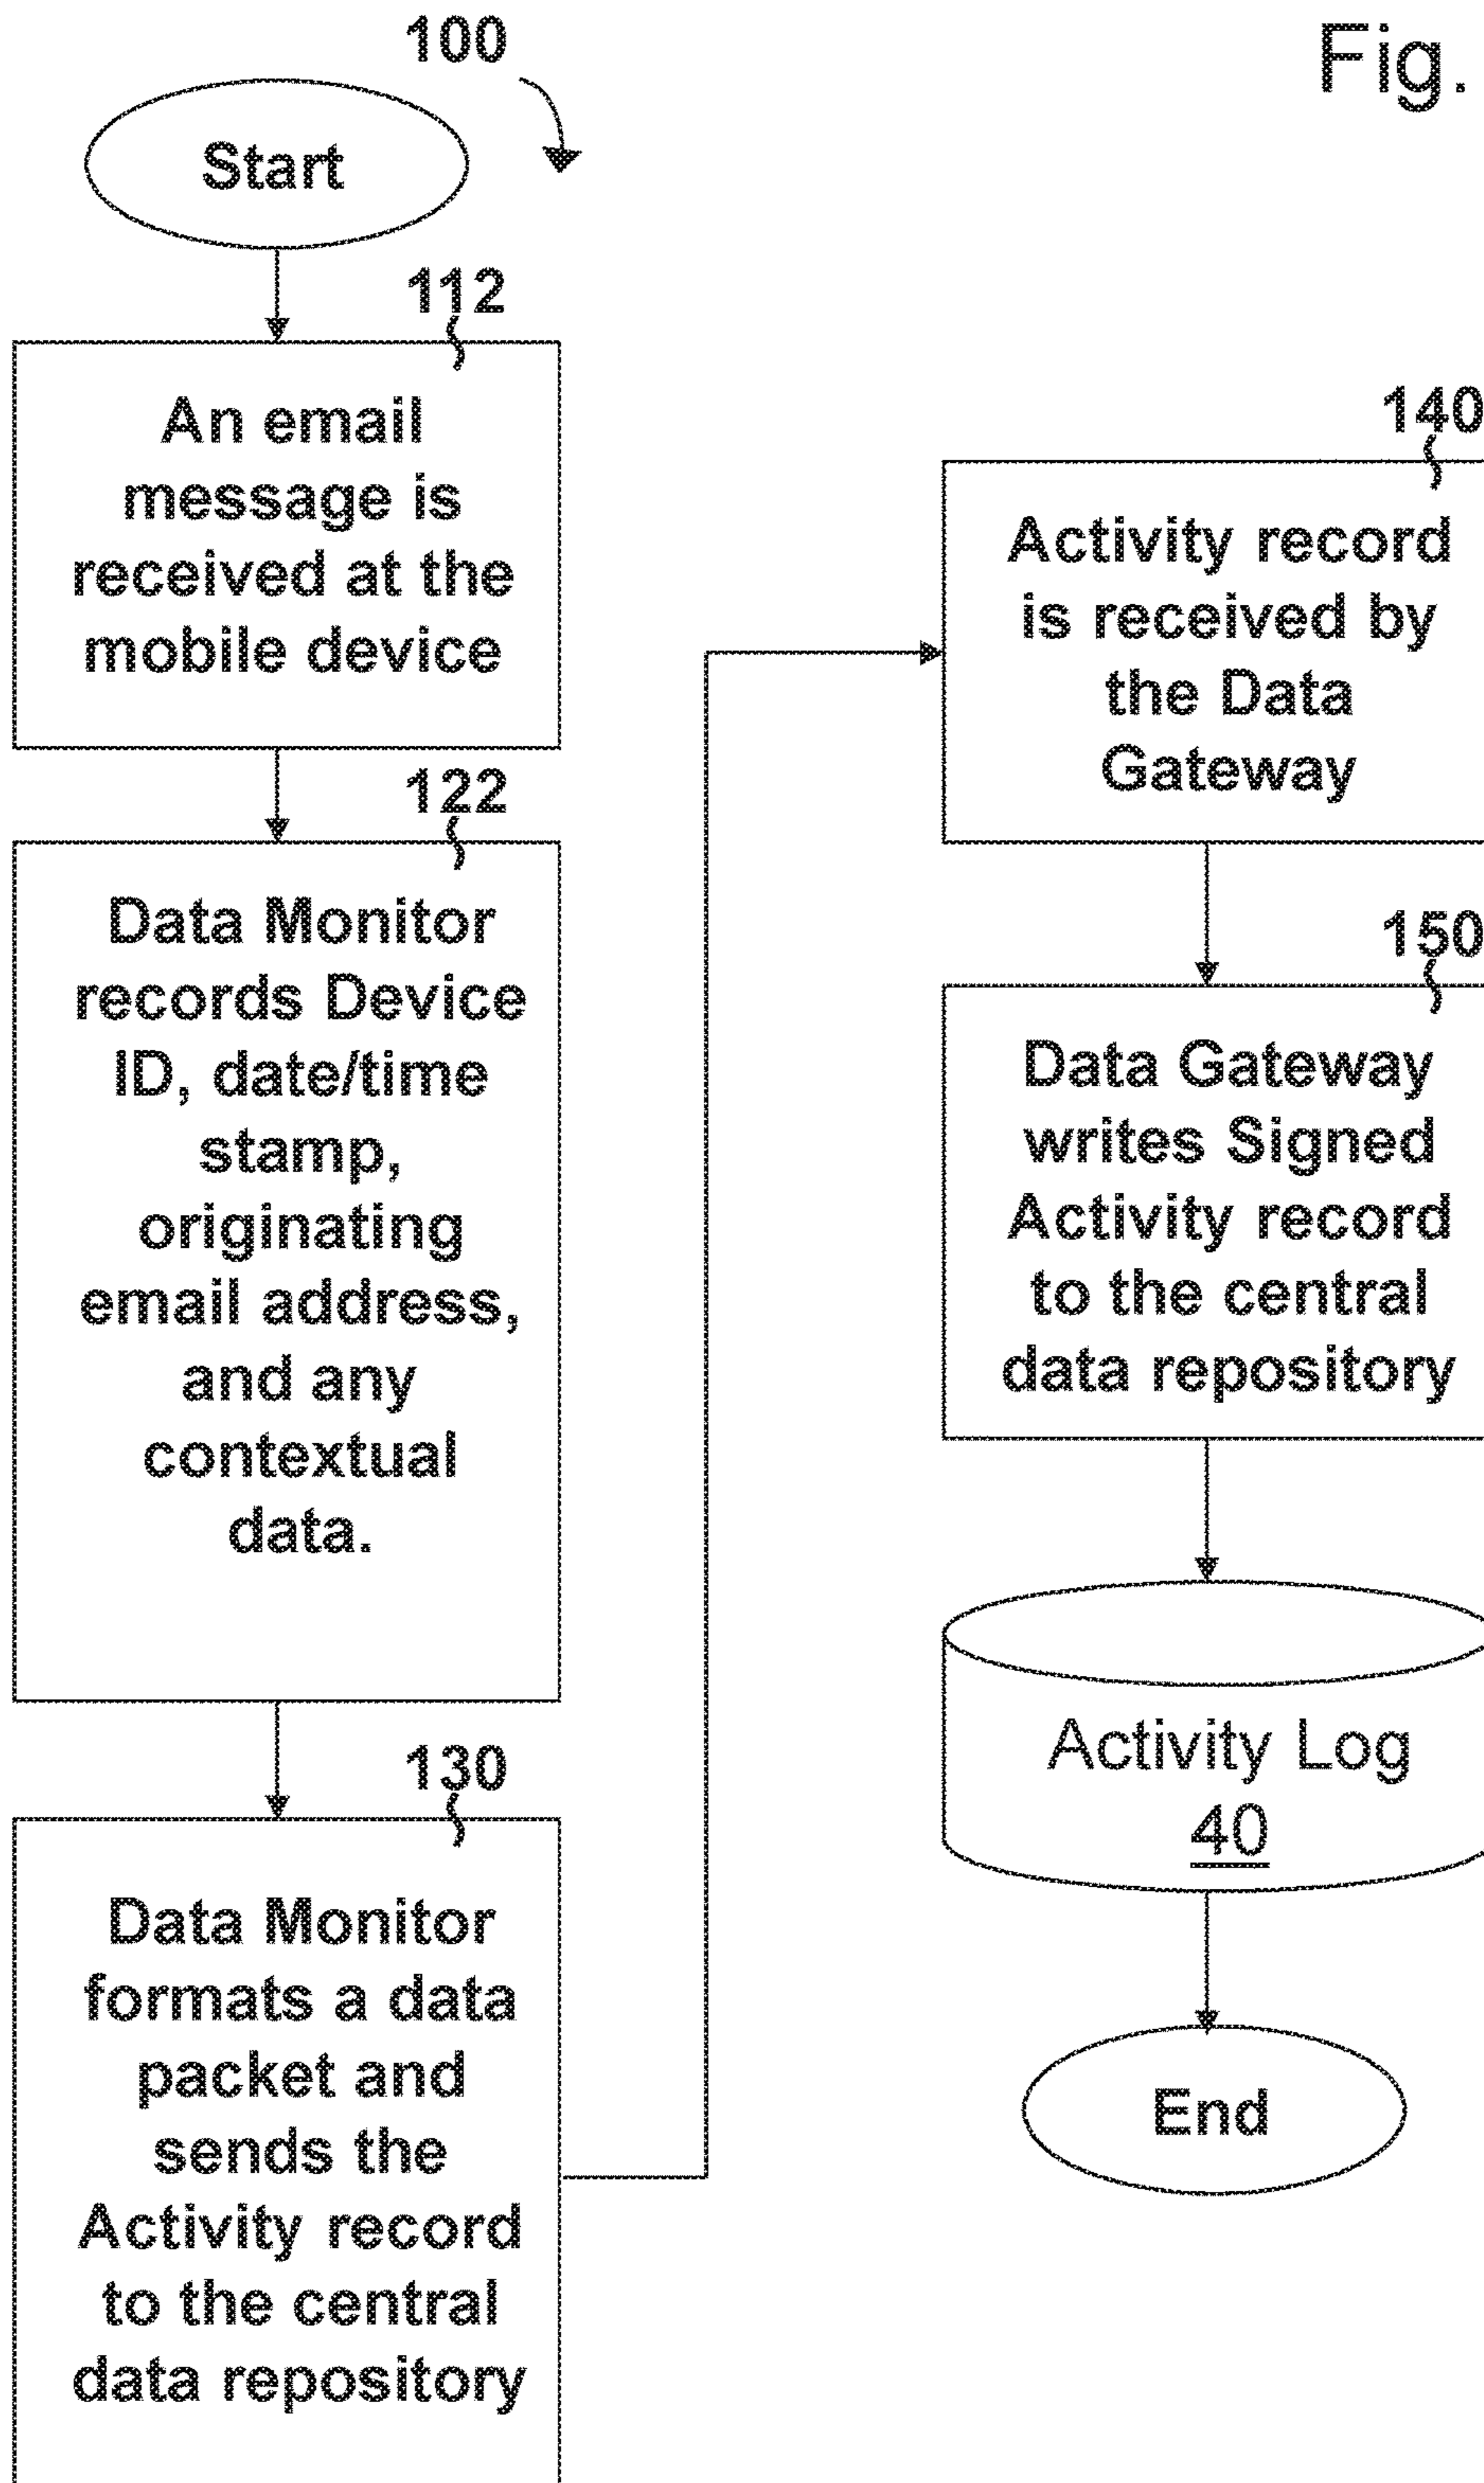 100
Fig.
Start
112
An email
message is
received at the
mobile device
122
Data Monitor
records Device
ID, date/time
stamp,
originating
email address,
and any
contextual
data.
130
Data Monitor
formats a data
packet and
sends the
Activity record
to the central
data repository
140
Activity record
is received by
the Data
Gateway
150
Data Gateway
writes Signed
Activity record
to the central
data repository
Activity Log
40
End